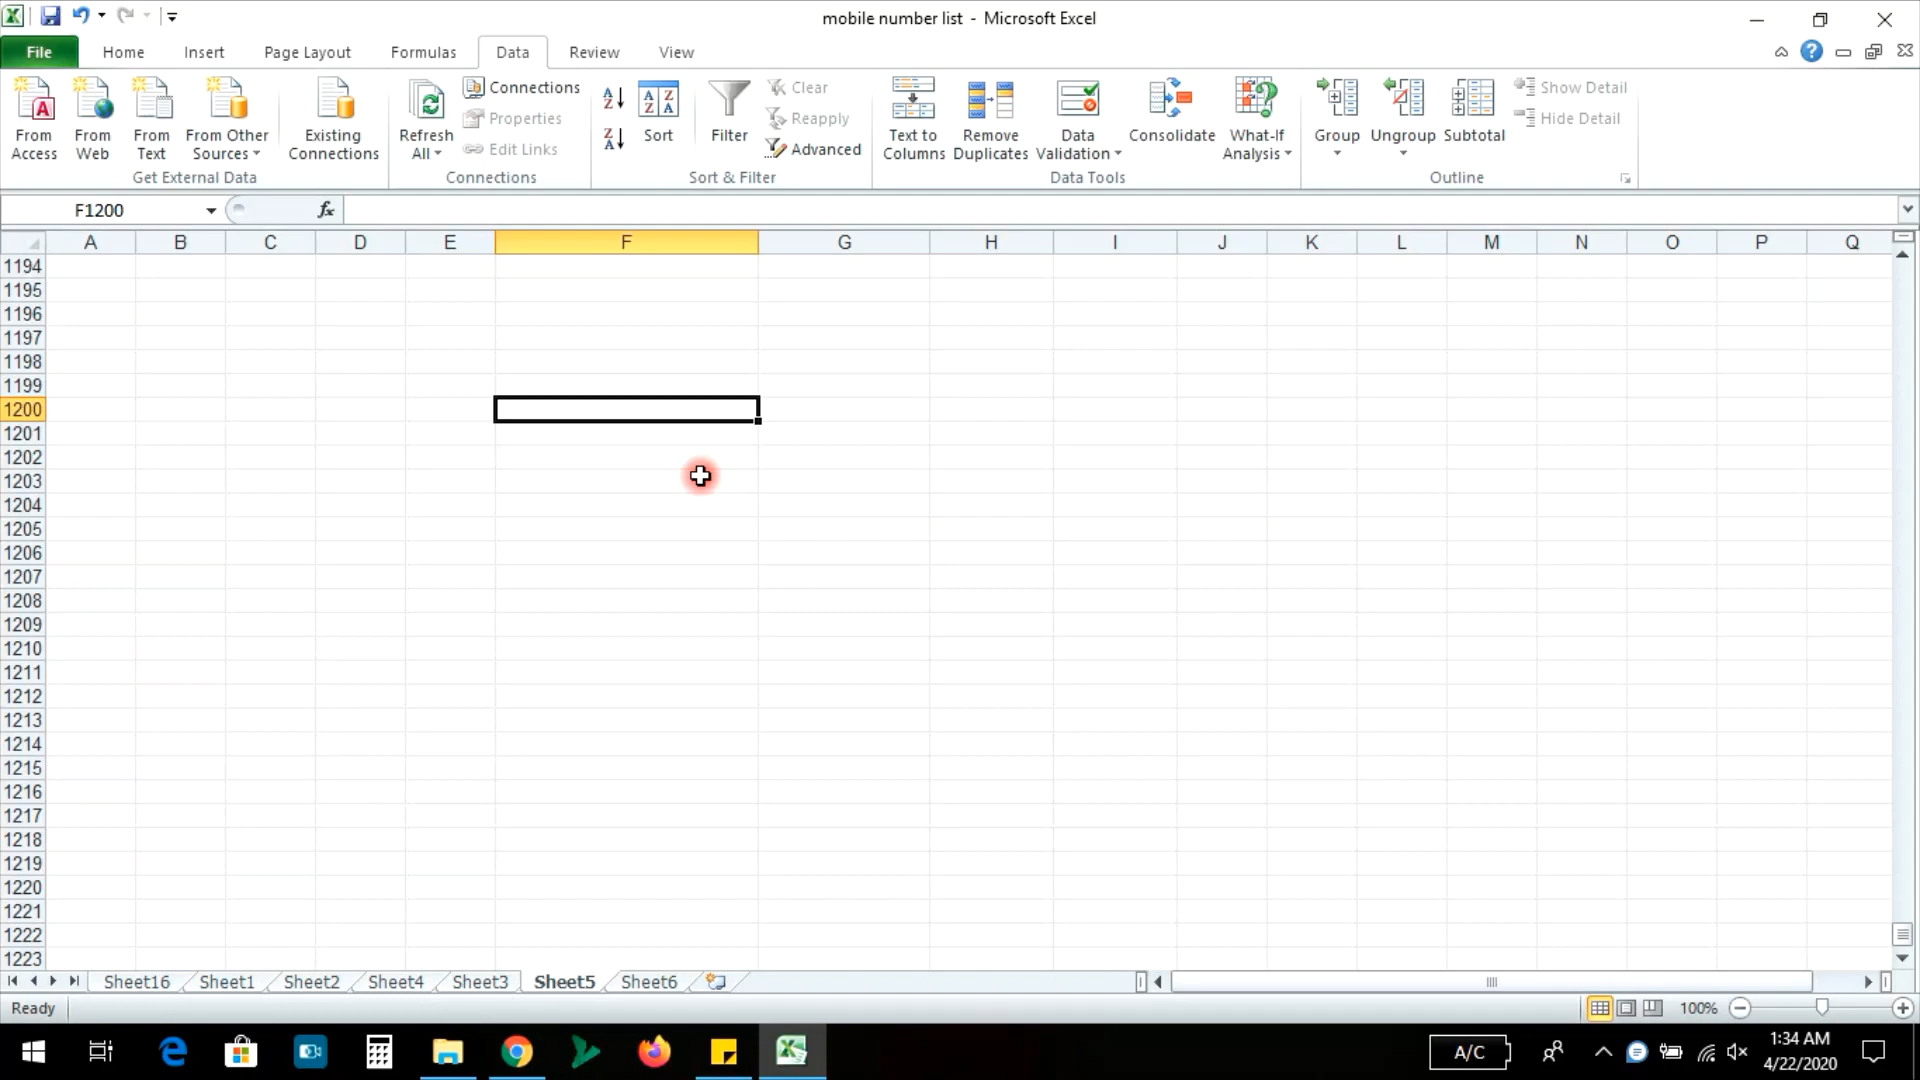 mobile number list - Microsoft Excel
File Home Insert Page Layout Formulas Data Review View
From Access
From Web
From Text
From Other Sources
Existing Connections
Get External Data
Refresh All
Connections
Properties
Edit Links
Connections
Sort
Filter
Clear
Reapply
Advanced
Sort & Filter
Text to Columns
Remove Duplicates
Data Validation
Consolidate
What-If Analysis
Data Tools
Group
Ungroup
Subtotal
Show Detail
Hide Detail
Outline
F1200 fx
A B C D E F G H I J K L M N O P Q
1194
1195
1196
1197
1198
1199
1200
1201
1202
1203
1204
1205
1206
1207
1208
1209
1210
1211
1212
1213
1214
1215
1216
1217
1218
1219
1220
1221
1222
1223
Sheet16 Sheet1 Sheet2 Sheet4 Sheet3 Sheet5 Sheet6
Ready 100%
A/C 1:34 AM
4/22/2020